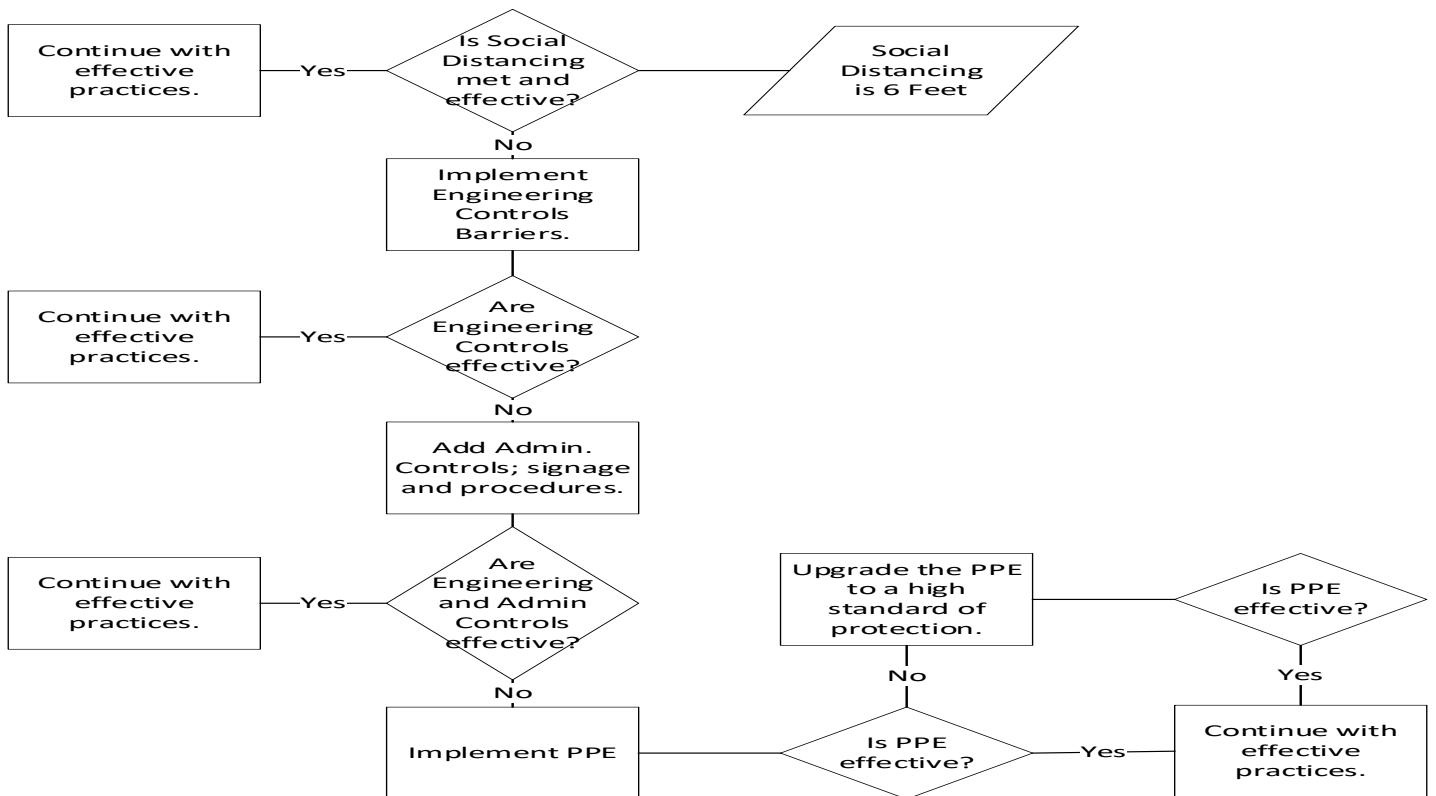 Continue with
effective
practices.
Yes
Is Social
Distancing
met and
effective?
Social
Distancing
is 6 Feet
No
Implement
Engineering
Controls
Barriers.
Continue with
effective
practices.
Yes
Are
Engineering
Controls
effective?
No
Add Admin.
Controls; signage
and procedures.
Continue with
effective
practices.
Yes
Are
Engineering
and Admin
Controls
effective?
Upgrade the PPE
to a high
standard of
protection.
Is PPE
effective?
No
No
Yes
Implement PPE
Is PPE
effective?
Yes
Continue with
effective
practices.